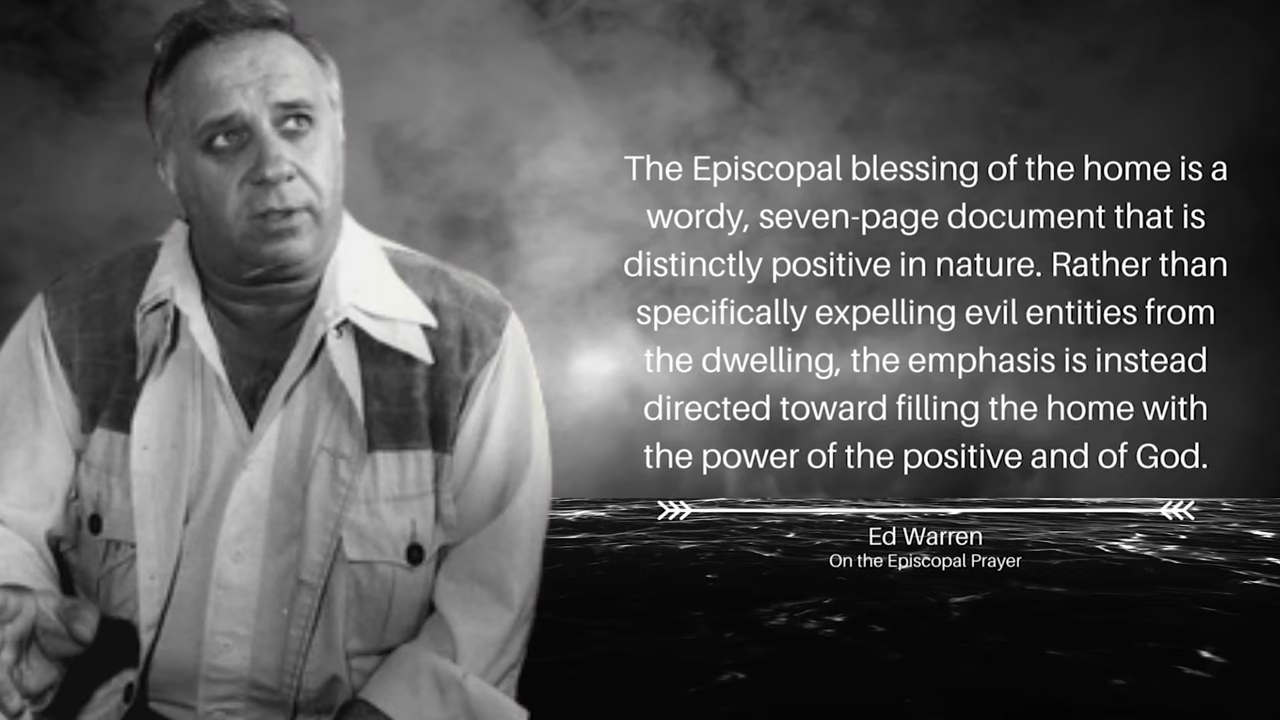 The Episcopal blessing of the home is a
wordy, seven-page document that is
distinctly positive in nature. Rather than
specifically expelling evil entities from
the dwelling, the emphasis is instead
directed toward filling the home with
the power of the positive and of God.
Ed Warren
On the Episcopal Prayer